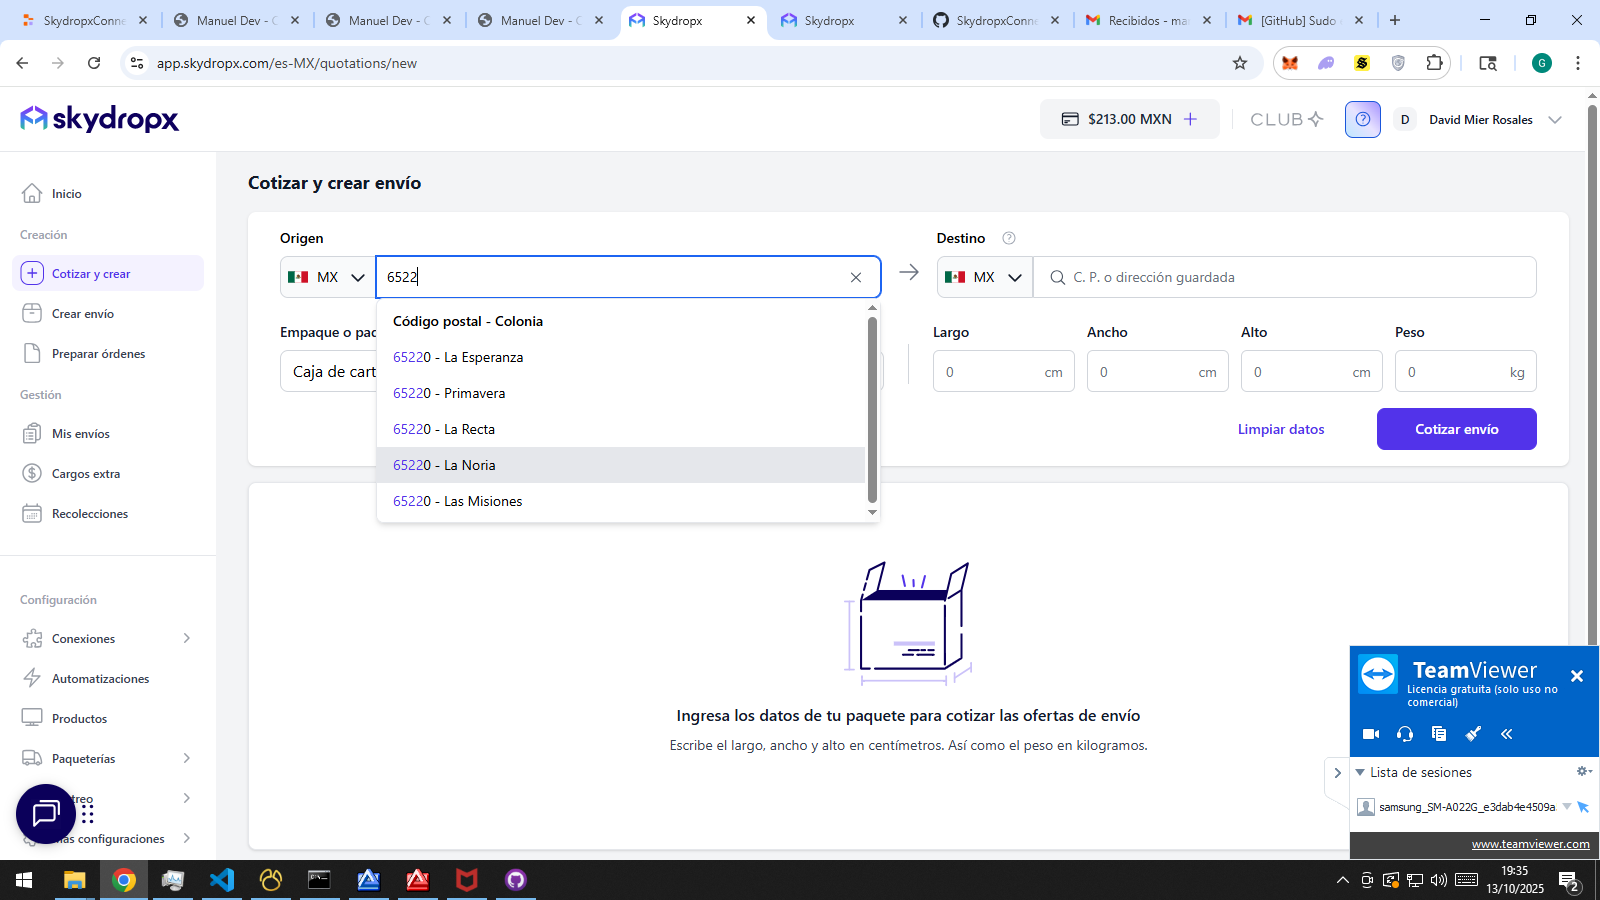 SkydropxConne
Manuel Dev - C
Manuel Dev - C
Manuel Dev - C
Skydropx
Skydropx
SkydropxConne
Recibidos - ma
[GitHub] Sudo
app.skydropx.com/es-MX/quotations/new
G
skydropx
$213.00 MXN
CLUB
D
David Mier Rosales
Inicio
Creación
Cotizar y crear
Crear envío
Preparar órdenes
Gestión
Mis envíos
Cargos extra
Recolecciones
Configuración
Conexiones
Automatizaciones
Productos
Paqueterías
treo
ás configuraciones
Cotizar y crear envío
Origen
MX
6522
Destino
MX
C. P. o dirección guardada
Código postal - Colonia
65220 - La Esperanza
65220 - Primavera
65220 - La Recta
65220 - La Noria
65220 - Las Misiones
Empaque o pac
Caja de cart
Largo
Ancho
Alto
Peso
0 cm
0 cm
0 cm
0 kg
Limpiar datos
Cotizar envío
Ingresa los datos de tu paquete para cotizar las ofertas de envío
Escribe el largo, ancho y alto en centímetros. Así como el peso en kilogramos.
TeamViewer
Licencia gratuita (solo uso no
comercial)
Lista de sesiones
samsung_SM-A022G_e3dab4e4509a
www.teamviewer.com
19:35
13/10/2025
2